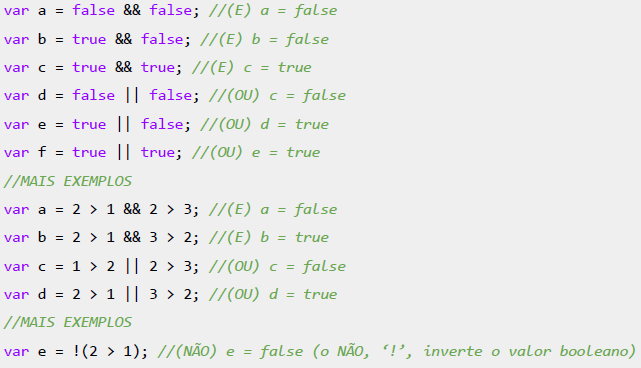 var a = false && false; //(E) a = false
var b = true && false; //(E) b = false
var c = true && true; //(E) c = true
var d = false || false; //(OU) c = false
var e = true || false; //(OU) d = true
var f = true || true; //(OU) e = true
//MAIS EXEMPLOS
var a = 2 > 1 && 2 > 3; //(E) a = false
var b = 2 > 1 && 3 > 2; //(E) b = true
var c = 1 > 2 || 2 > 3; //(OU) c = false
var d = 2 > 1 || 3 > 2; //(OU) d = true
//MAIS EXEMPLOS
var e = !(2 > 1); //(NÃO) e = false (o NÃO, ‘!’, inverte o valor booleano)